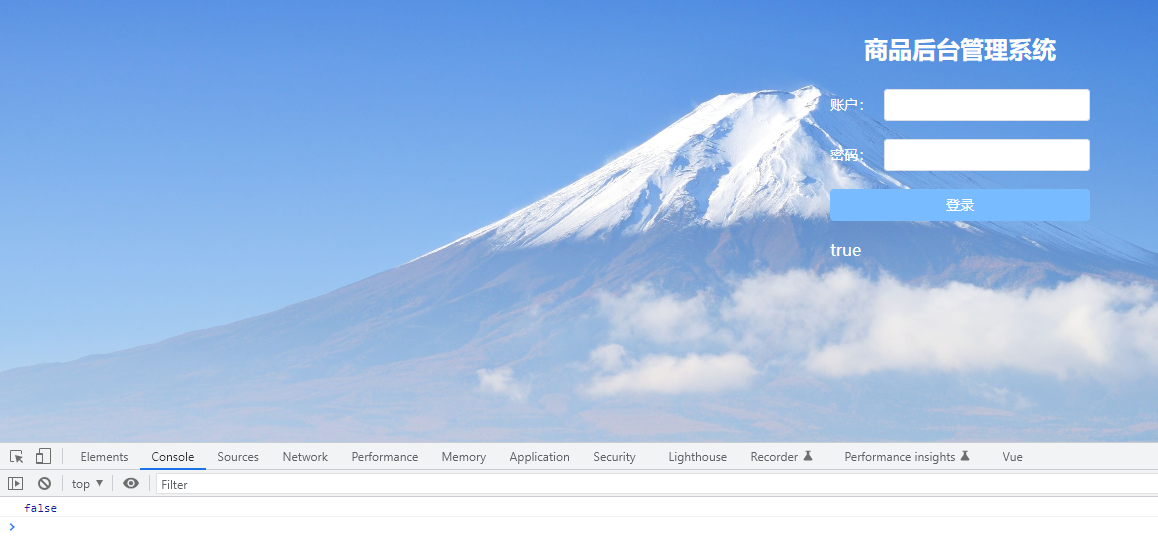 商品后台管理系统
账户：
密码：
登录
true
Elements Console Sources Network Performance Memory Application Security Lighthouse Recorder Performance insights Vue
top Filter
false